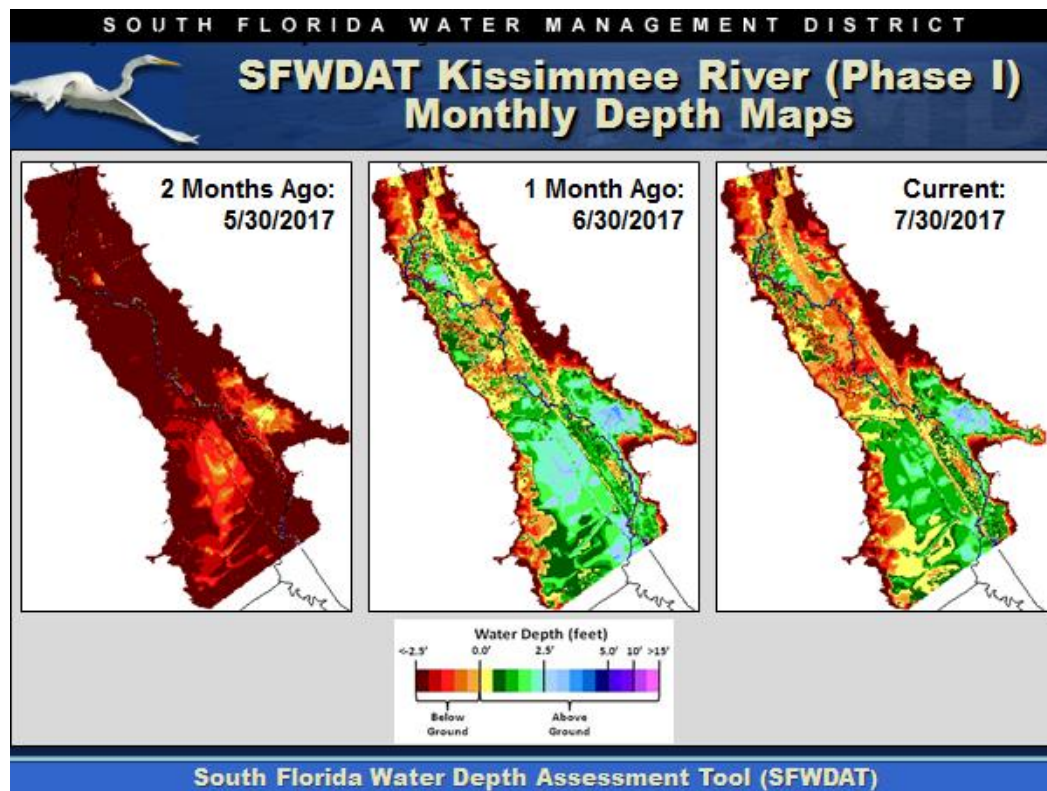 SOUTH FLORIDA WATER MANAGEMENT DISTRICT
SFWDAT Kissimmee River (Phase I)
Monthly Depth Maps
2 Months Ago:
5/30/2017
1 Month Ago:
6/30/2017
Current:
7/30/2017
Water Depth (feet)
<-2.5' 0.0' 2.5' 5.0' 10' >15'
Below
Ground
Above
Ground
South Florida Water Depth Assessment Tool (SFWDAT)